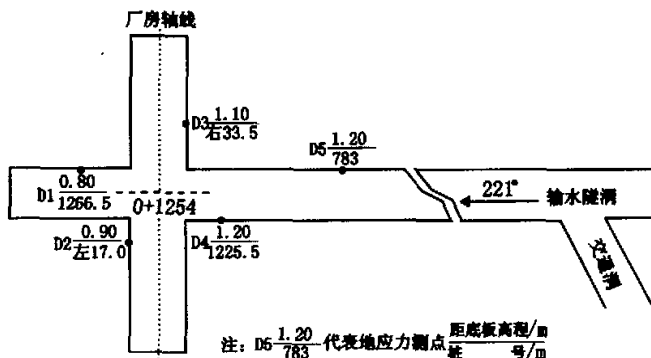 厂房轴线
D3 1.10
右33.5
D5 1.20
783
D1 0.80
1266.5
0+1254
221°
输水隧洞
D2 0.90
左17.0
D4 1.20
1225.5
交通洞
注: D5 1.20 代表地应力测点 距底板高程/m
783 桩 号/m